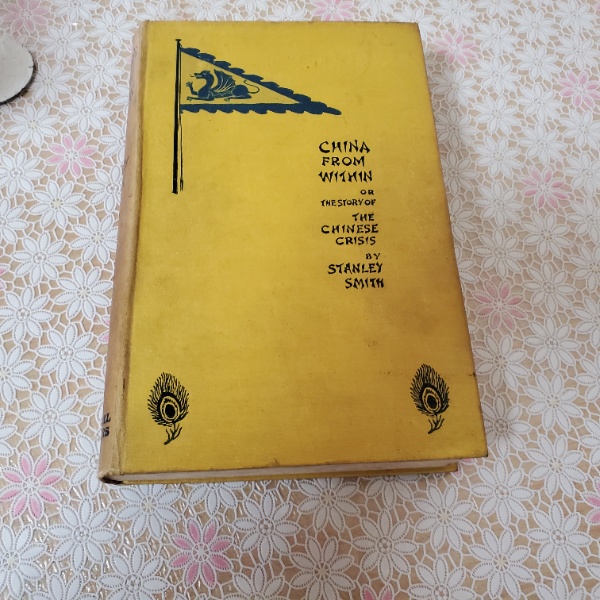 CHINA
FROM
WITHIN
OR
THE STORY OF
THE
CHINESE
CRISIS
BY
STANLEY
SMITH